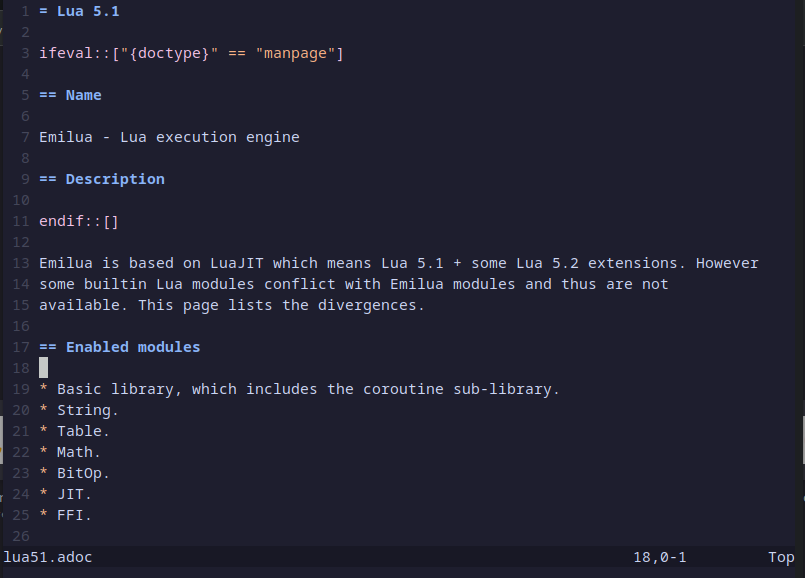 1 = Lua 5.1
2
3 ifeval::["{doctype}" == "manpage"]
4
5 == Name
6
7 Emilua - Lua execution engine
8
9 == Description
10
11 endif::[]
12
13 Emilua is based on LuaJIT which means Lua 5.1 + some Lua 5.2 extensions. However
14 some builtin Lua modules conflict with Emilua modules and thus are not
15 available. This page lists the divergences.
16
17 == Enabled modules
18
19 * Basic library, which includes the coroutine sub-library.
20 * String.
21 * Table.
22 * Math.
23 * BitOp.
24 * JIT.
25 * FFI.
26
lua51.adoc 18,0-1 Top